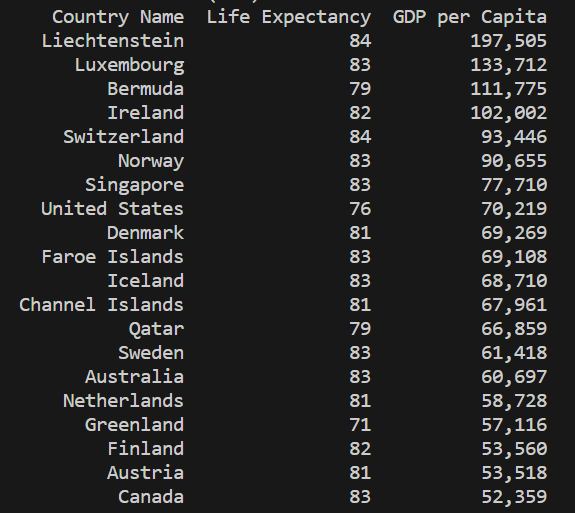 Country Name Life Expectancy GDP per Capita
Liechtenstein 84 197,505
Luxembourg 83 133,712
Bermuda 79 111,775
Ireland 82 102,002
Switzerland 84 93,446
Norway 83 90,655
Singapore 83 77,710
United States 76 70,219
Denmark 81 69,269
Faroe Islands 83 69,108
Iceland 83 68,710
Channel Islands 81 67,961
Qatar 79 66,859
Sweden 83 61,418
Australia 83 60,697
Netherlands 81 58,728
Greenland 71 57,116
Finland 82 53,560
Austria 81 53,518
Canada 83 52,359